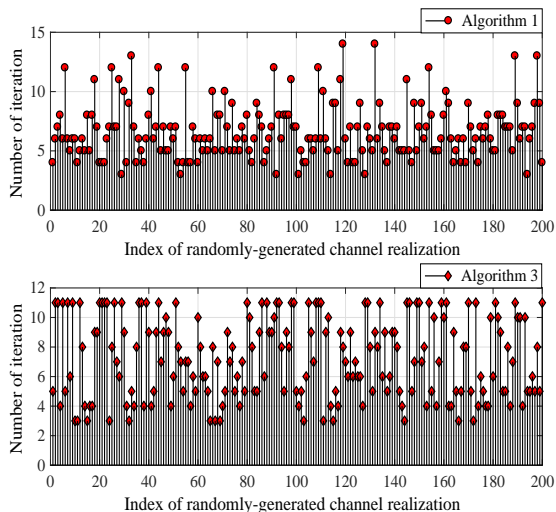 Algorithm 1
15
10
5
0
Number of iteration
0 20 40 60 80 100 120 140 160 180 200
Index of randomly-generated channel realization
Algorithm 3
12
10
8
6
4
2
0
Number of iteration
0 20 40 60 80 100 120 140 160 180 200
Index of randomly-generated channel realization